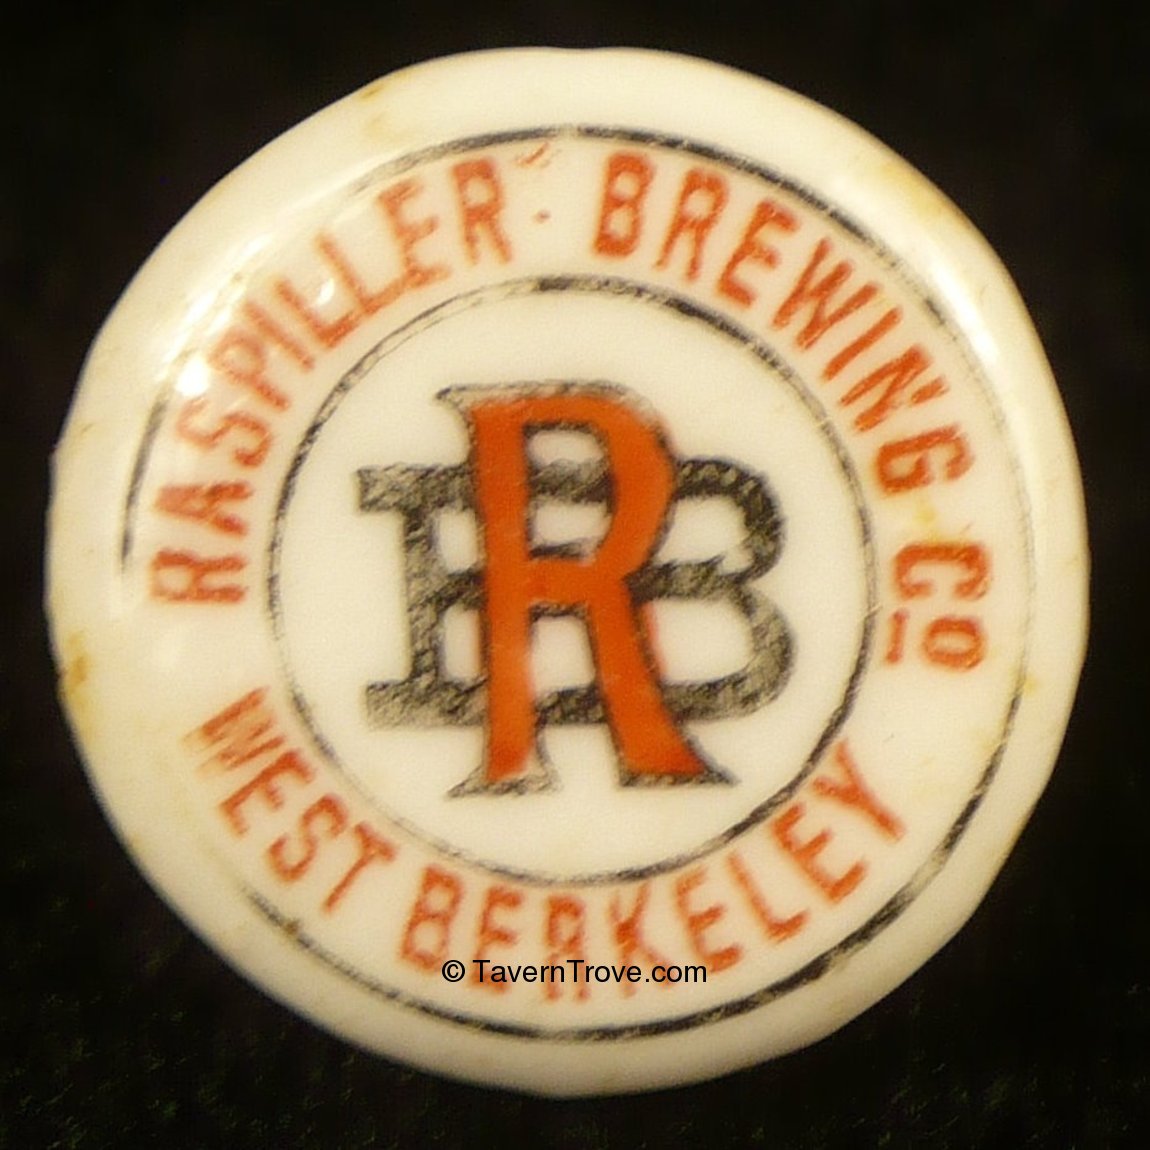 RASPILLER BREWING Co
WEST BERKELEY
RB
© TavernTrove.com